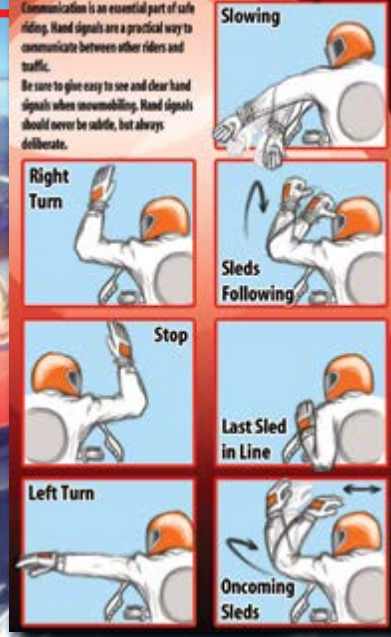 Communication is an essential part of safe
riding. Hand signals are a practical way to
communicate between other riders and
traffic.
Be sure to give easy to see and clear hand
signals when snowmobiling. Hand signals
should never be subtle, but always
deliberate.
Slowing
Right
Turn
Sleds
Following
Stop
Last Sled
in Line
Left Turn
Oncoming
Sleds